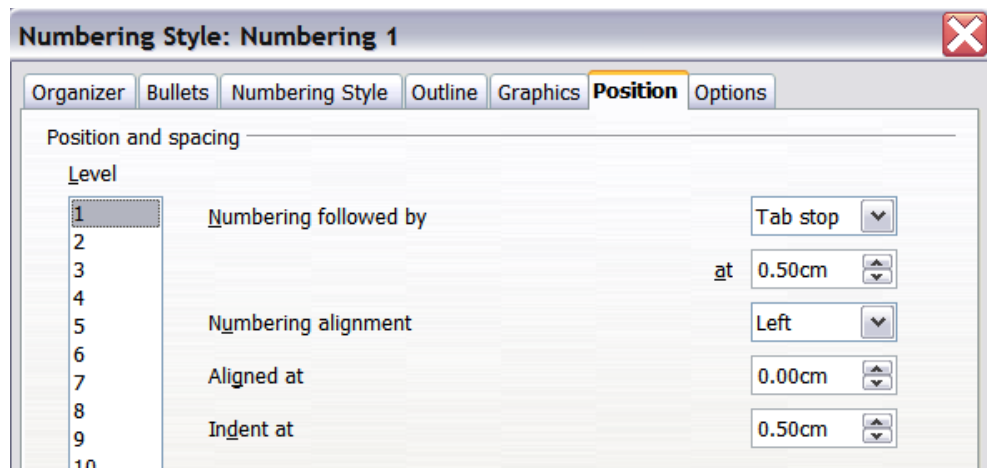 Numbering Style: Numbering 1
Organizer Bullets Numbering Style Outline Graphics Position Options
Position and spacing
Level
1 Numbering followed by Tab stop
2
3 at 0.50cm
4
5 Numbering alignment Left
6
7 Aligned at 0.00cm
8
9 Indent at 0.50cm
10